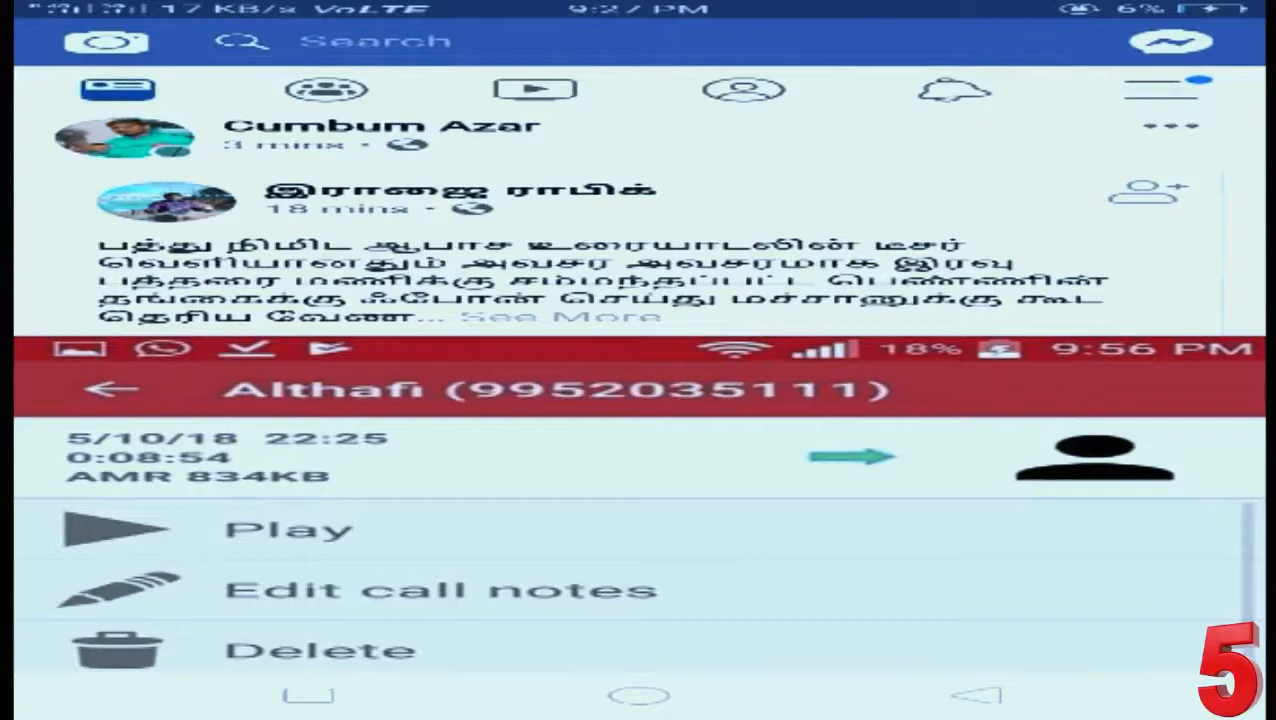 17 KB/s VoLTE 9:27 PM 6%
Search
Cumbum Azar
3 mins
இராஜை ராபிக்
18 mins
பத்து நிமிட ஆபாச உரையாடலின் டீசர்
வெளியானதும் அவசர அவசரமாக இரவு
பத்தரை மணிக்கு சம்மந்தப்பட்ட பெண்ணின்
தங்கைக்கு ஃபோன் செய்து மச்சானுக்கு கூட
தெரிய வேண... See More
18% 9:56 PM
Althafi (9952035111)
5/10/18 22:25
0:08:54
AMR 834KB
Play
Edit call notes
Delete
5